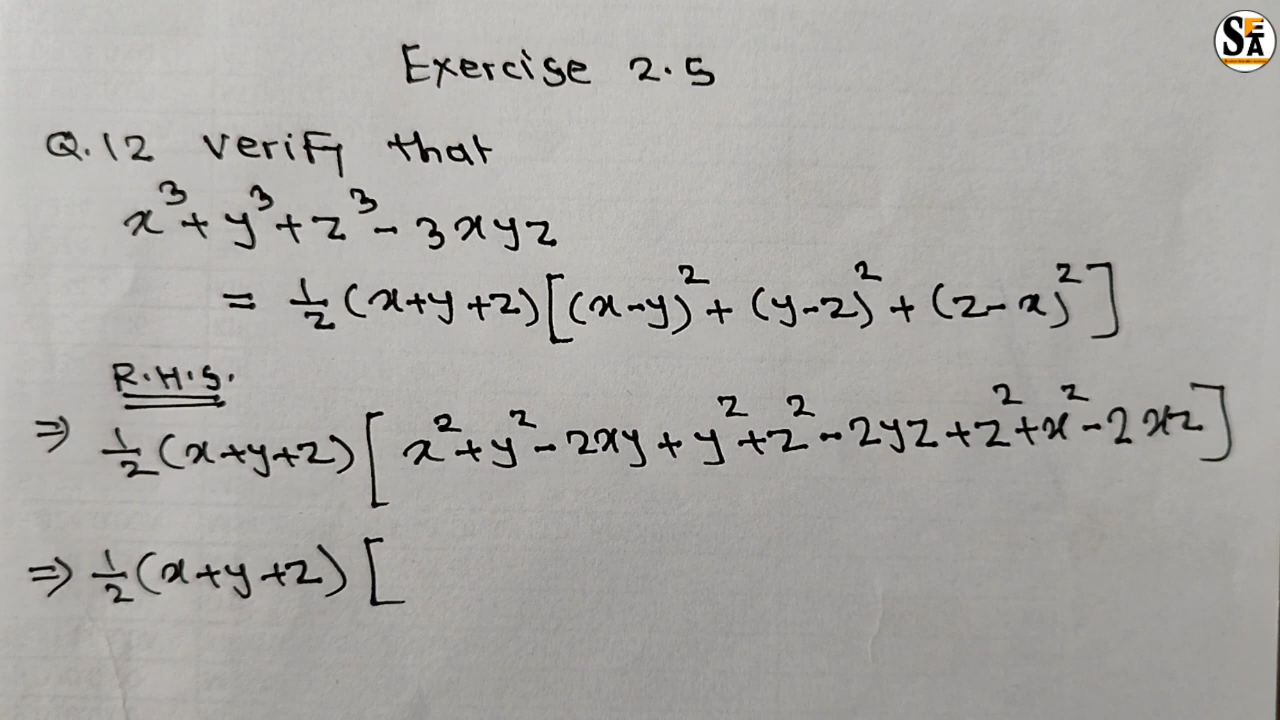 SFEA
Exercise 2.5
Q.12 verify that
x³+y³+z³-3xyz
= ½(x+y+z)[(x-y)²+(y-z)²+(z-x)²]
R.H.S.
⇒ ½(x+y+z)[x²+y²-2xy+y²+z²-2yz+z²+x²-2xz]
⇒ ½(x+y+z)[